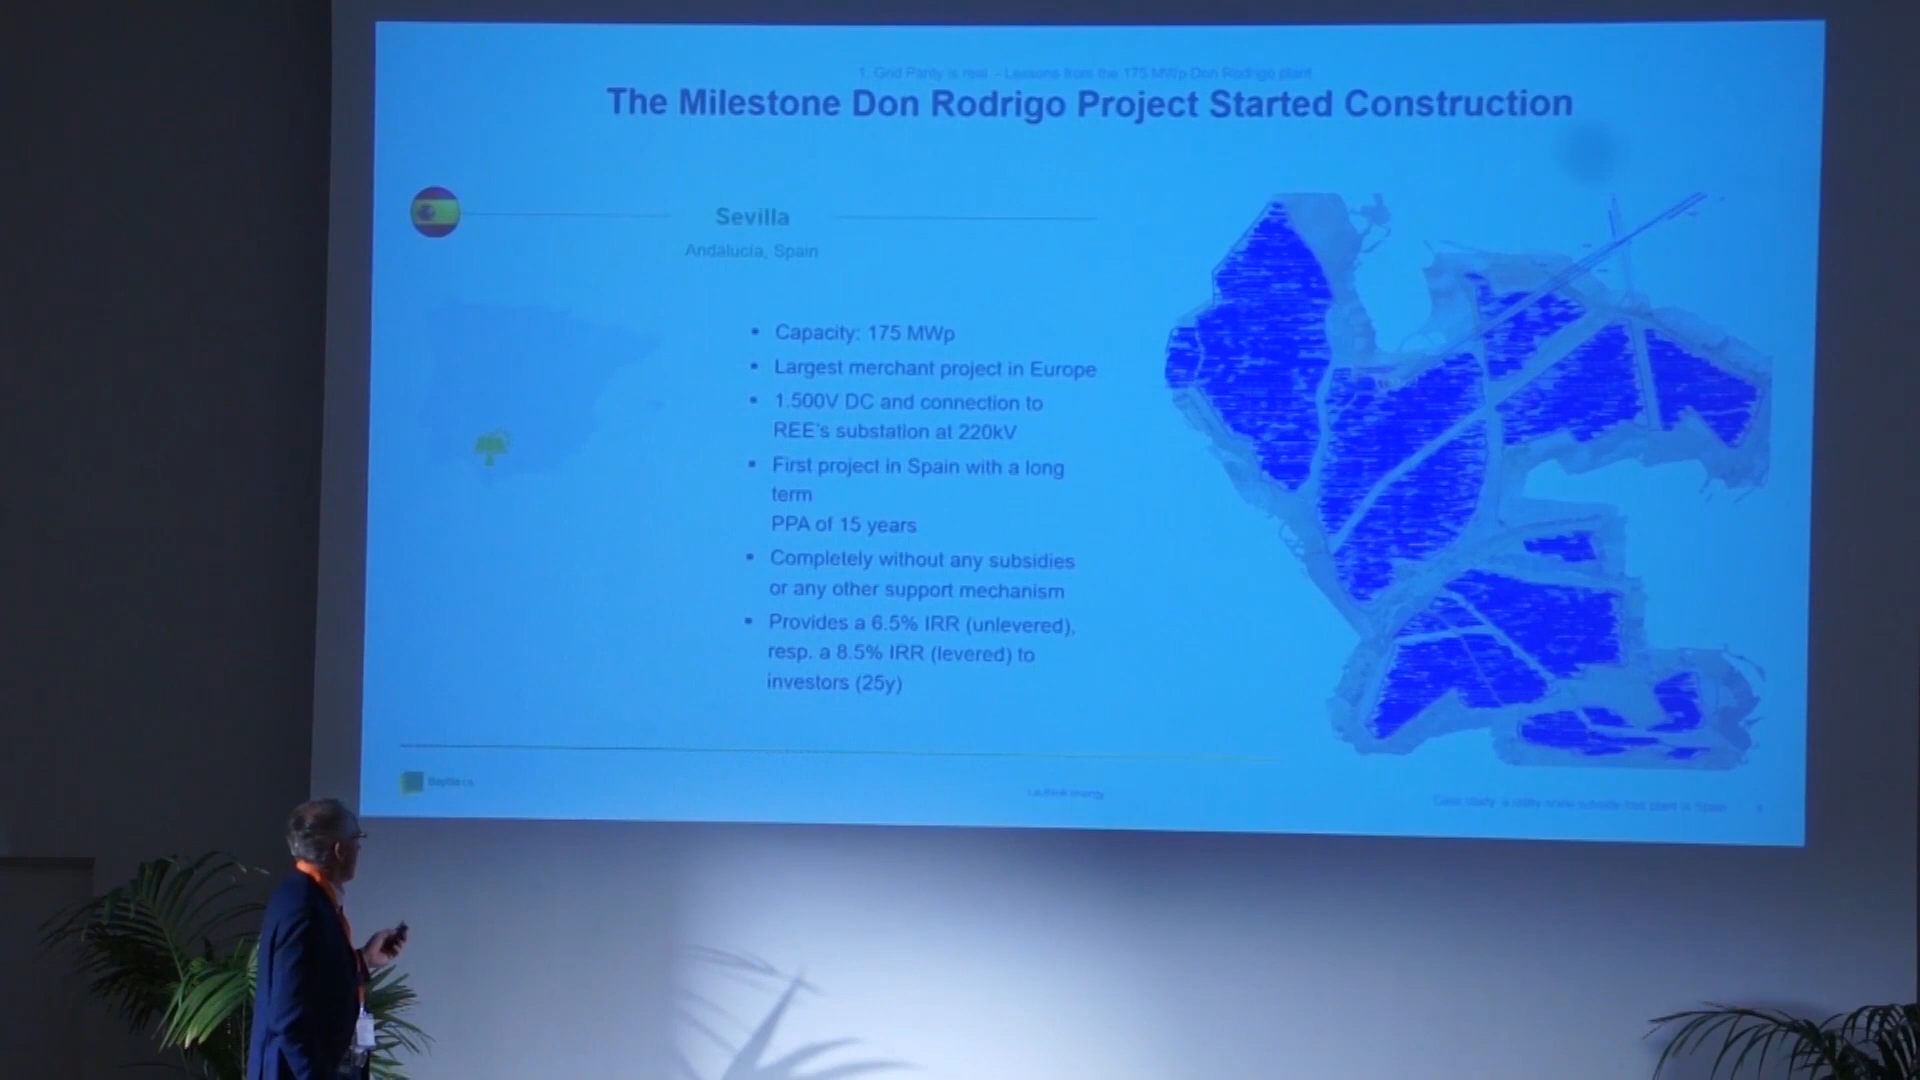 1. Grid Parity is real - Lessons from the 175 MWp Don Rodrigo plant
The Milestone Don Rodrigo Project Started Construction
Sevilla
Andalucía, Spain
• Capacity: 175 MWp
• Largest merchant project in Europe
• 1.500V DC and connection to
REE's substation at 220kV
• First project in Spain with a long
term
PPA of 15 years
• Completely without any subsidies
or any other support mechanism
• Provides a 6.5% IRR (unlevered),
resp. a 8.5% IRR (levered) to
investors (25y)
BayWa r.e.
energy